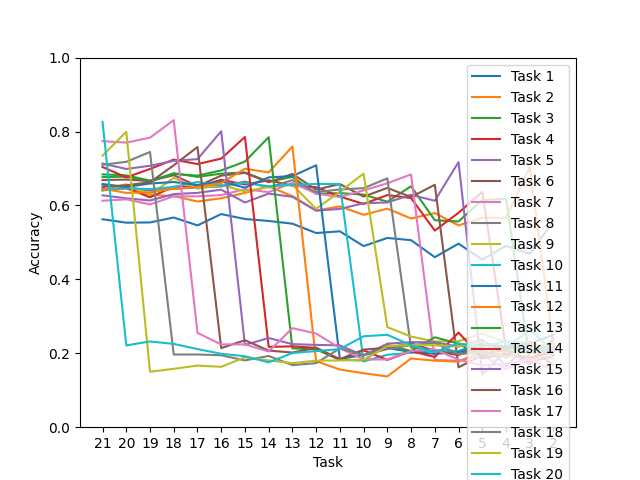 1.0
0.8
0.6
0.4
0.2
0.0
Accuracy
21 20 19 18 17 16 15 14 13 12 11 10 9 8 7 6 5 4 3 2
Task
Task 1
Task 2
Task 3
Task 4
Task 5
Task 6
Task 7
Task 8
Task 9
Task 10
Task 11
Task 12
Task 13
Task 14
Task 15
Task 16
Task 17
Task 18
Task 19
Task 20